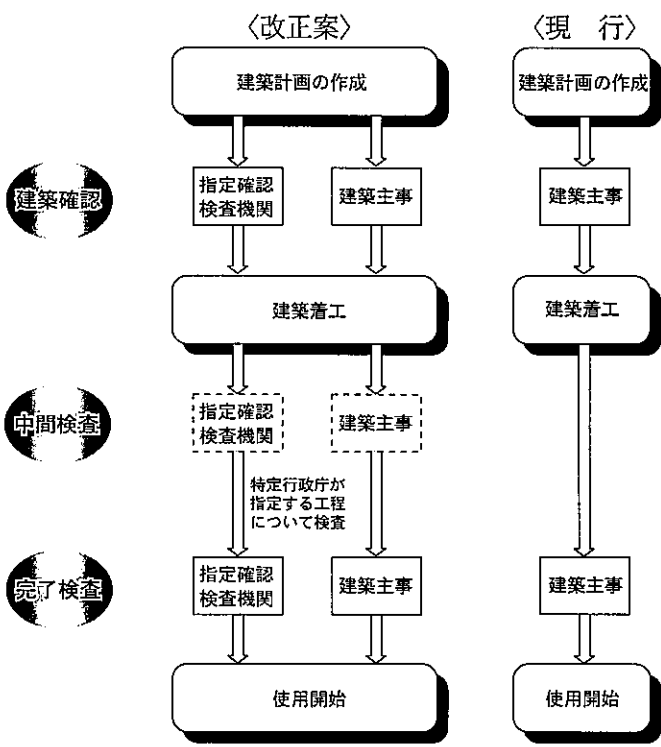 〈改正案〉 〈現　行〉
建築計画の作成 建築計画の作成
建築確認
指定確認
検査機関
建築主事
建築主事
建築着工 建築着工
中間検査
指定確認
検査機関
建築主事
特定行政庁が
指定する工程
について検査
完了検査
指定確認
検査機関
建築主事
建築主事
使用開始 使用開始